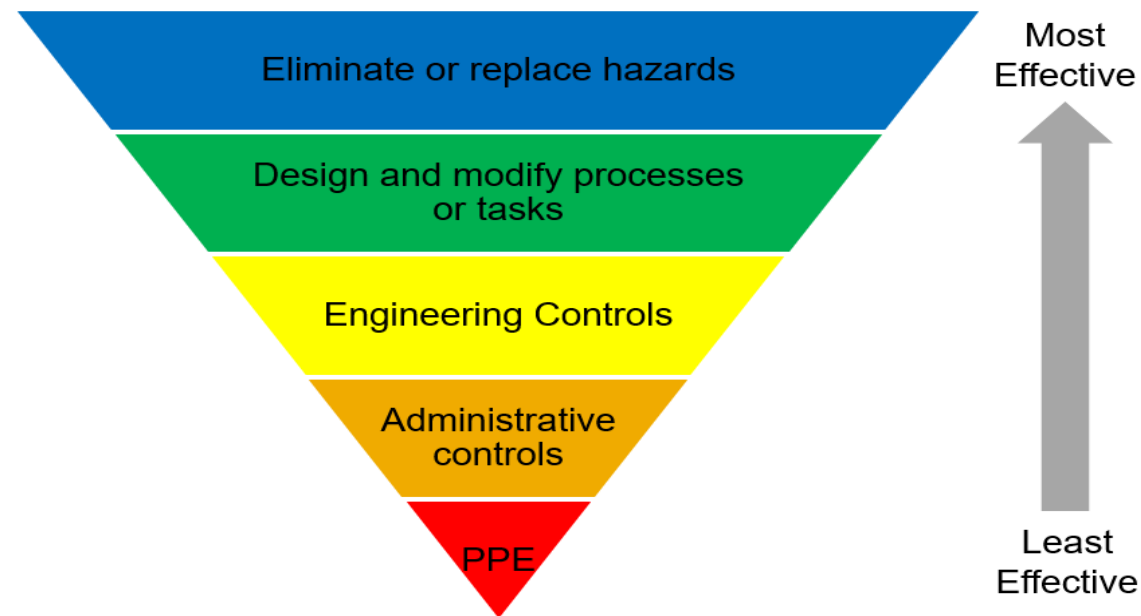 Eliminate or replace hazards
Most
Effective
Design and modify processes
or tasks
Engineering Controls
Administrative
controls
PPE
Least
Effective